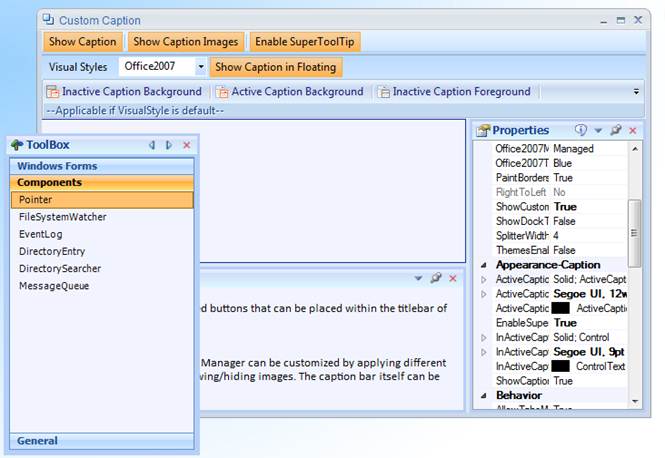 Custom Caption
Show Caption Show Caption Images Enable SuperToolTip
Visual Styles Office2007 Show Caption in Floating
Inactive Caption Background Active Caption Background Inactive Caption Foreground
--Applicable if VisualStyle is default--
ToolBox
Windows Forms
Components
Pointer
FileSystemWatcher
EventLog
DirectoryEntry
DirectorySearcher
MessageQueue
General
d buttons that can be placed within the titlebar of
Manager can be customized by applying different
wing/hiding images. The caption bar itself can be
Properties
Office2007M Managed
Office2007T Blue
PaintBorders True
RightToLeft No
ShowCustom True
ShowDockT False
SplitterWidth 4
ThemesEnal False
Appearance-Caption
ActiveCaptic Solid; ActiveCapt
ActiveCaptic Segoe UI, 12w
ActiveCaptic ActiveCaptic
EnableSupe True
InActiveCap Solid; Control
InActiveCap Segoe UI, 9pt
InActiveCap ControlText
ShowCaption True
Behavior